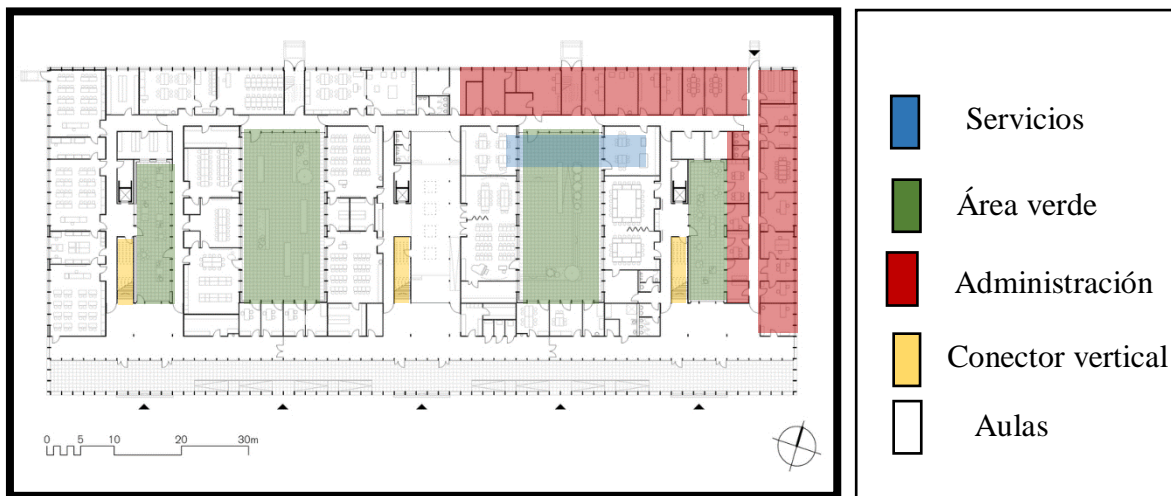 Servicios
Área verde
Administración
Conector vertical
Aulas
0 5 10 20 30m